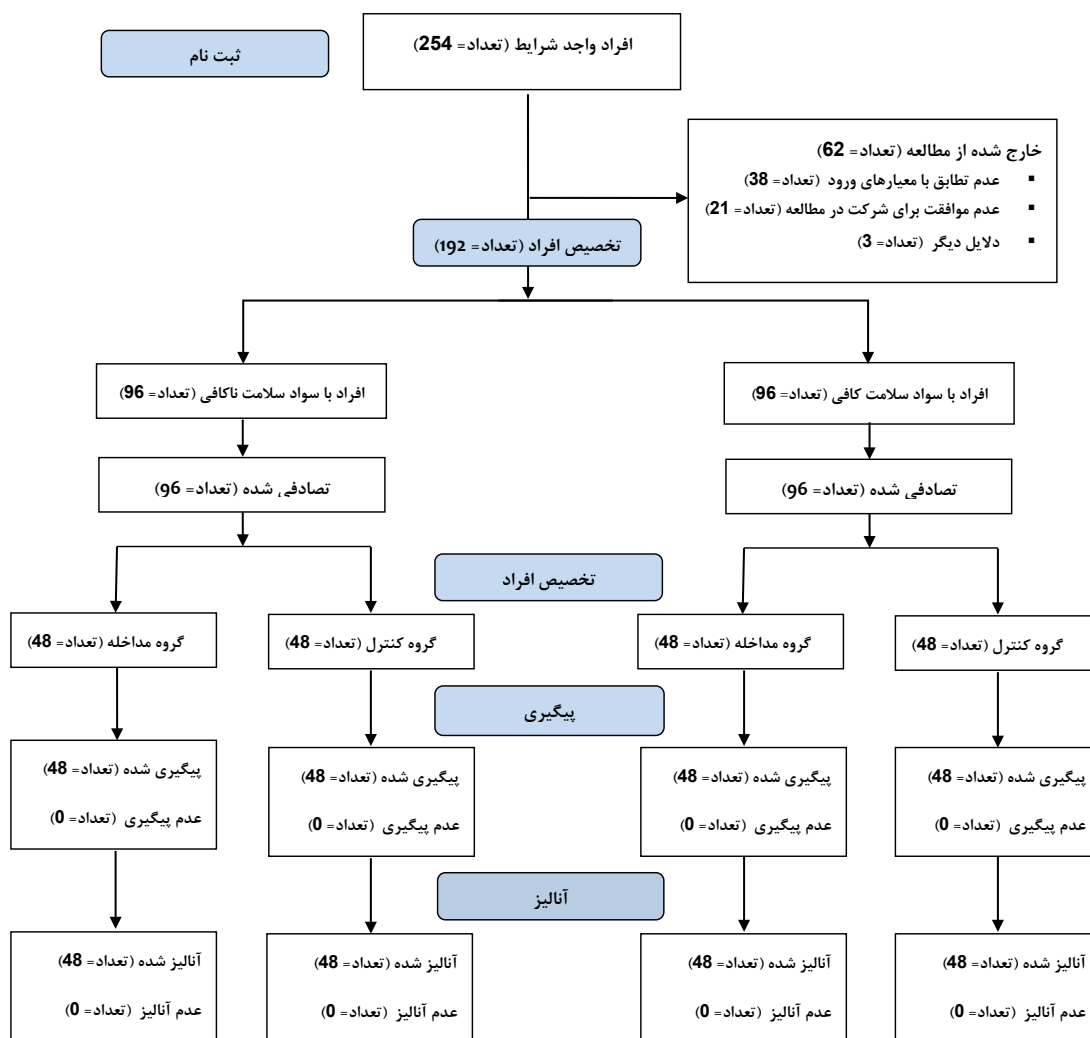 افراد واجد شرایط (تعداد= 254)
ثبت نام
خارج شده از مطالعه (تعداد= 62)
▪ عدم تطابق با معیارهای ورود (تعداد= 38)
▪ عدم موافقت برای شرکت در مطالعه (تعداد= 21)
▪ دلایل دیگر (تعداد= 3)
تخصیص افراد (تعداد= 192)
افراد با سواد سلامت کافی (تعداد= 96)
افراد با سواد سلامت ناکافی (تعداد= 96)
تصادفی شده (تعداد= 96)
تصادفی شده (تعداد= 96)
تخصیص افراد
گروه کنترل (تعداد= 48)
گروه مداخله (تعداد= 48)
گروه کنترل (تعداد= 48)
گروه مداخله (تعداد= 48)
پیگیری
پیگیری شده (تعداد= 48)
عدم پیگیری (تعداد= 0)
پیگیری شده (تعداد= 48)
عدم پیگیری (تعداد= 0)
پیگیری شده (تعداد= 48)
عدم پیگیری (تعداد= 0)
پیگیری شده (تعداد= 48)
عدم پیگیری (تعداد= 0)
آنالیز
آنالیز شده (تعداد= 48)
عدم آنالیز (تعداد= 0)
آنالیز شده (تعداد= 48)
عدم آنالیز (تعداد= 0)
آنالیز شده (تعداد= 48)
عدم آنالیز (تعداد= 0)
آنالیز شده (تعداد= 48)
عدم آنالیز (تعداد= 0)